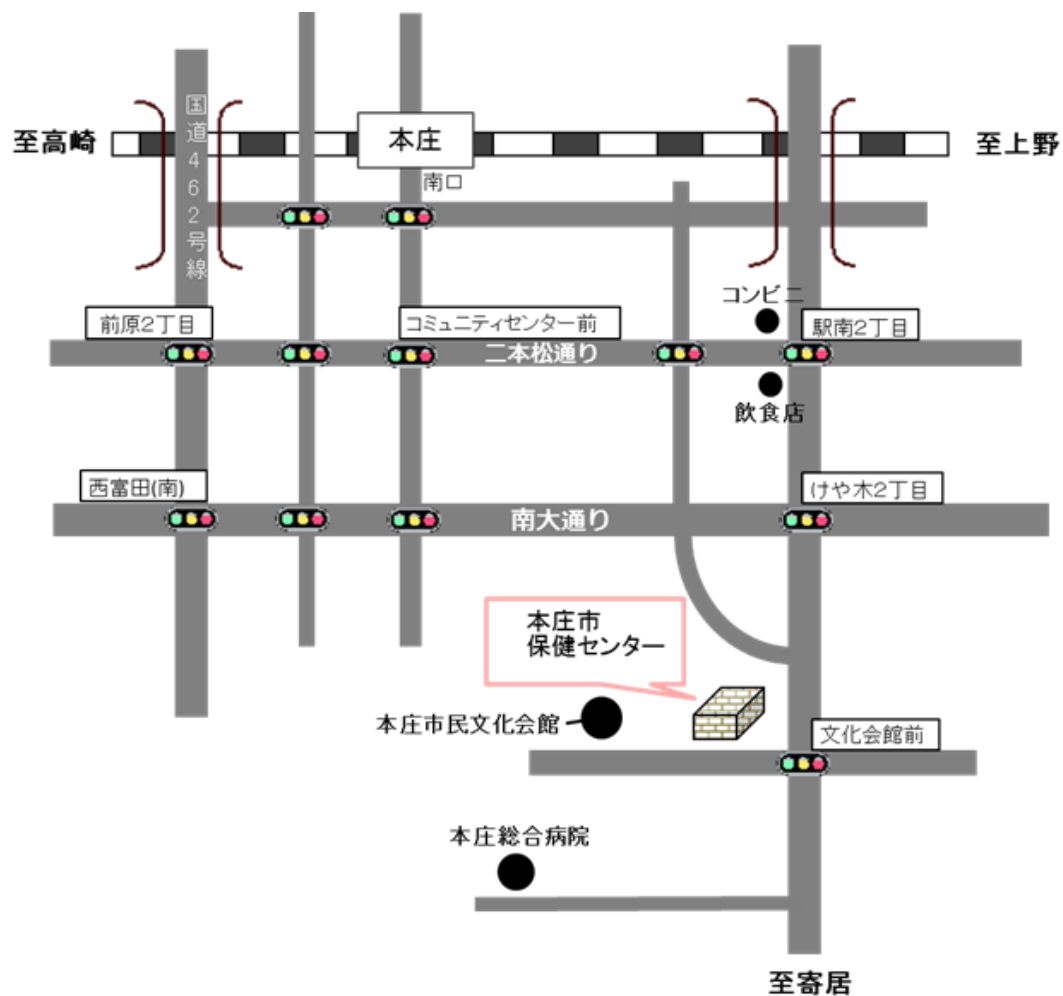 国道462号線
至高崎
本庄
至上野
南口
コンビニ
前原2丁目
コミュニティセンター前
駅南2丁目
二本松通り
飲食店
西富田(南)
けや木2丁目
南大通り
本庄市
保健センター
本庄市民文化会館
文化会館前
本庄総合病院
至寄居